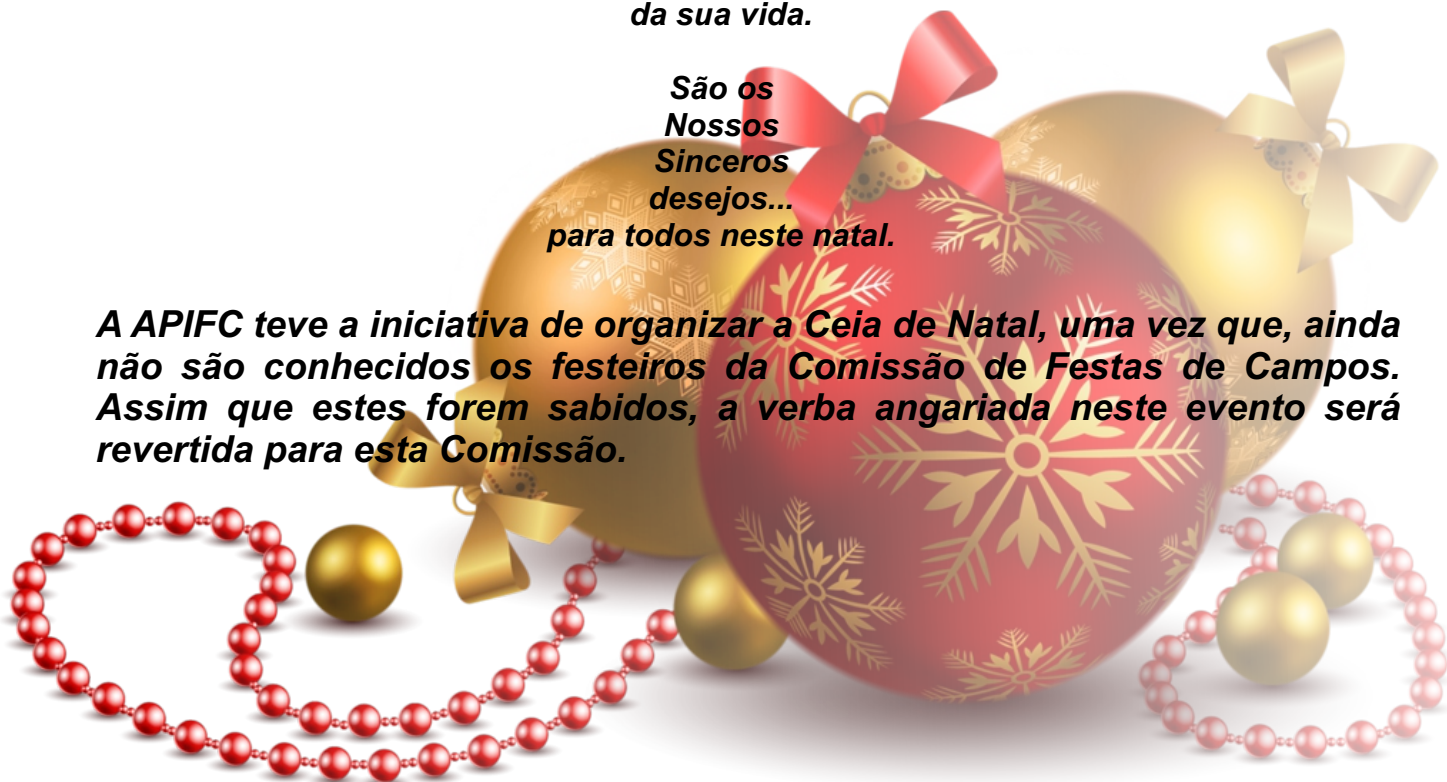 da sua vida.
São os
Nossos
Sinceros
desejos...
para todos neste natal.
A APIFC teve a iniciativa de organizar a Ceia de Natal, uma vez que, ainda
não são conhecidos os festeiros da Comissão de Festas de Campos.
Assim que estes forem sabidos, a verba angariada neste evento será
revertida para esta Comissão.